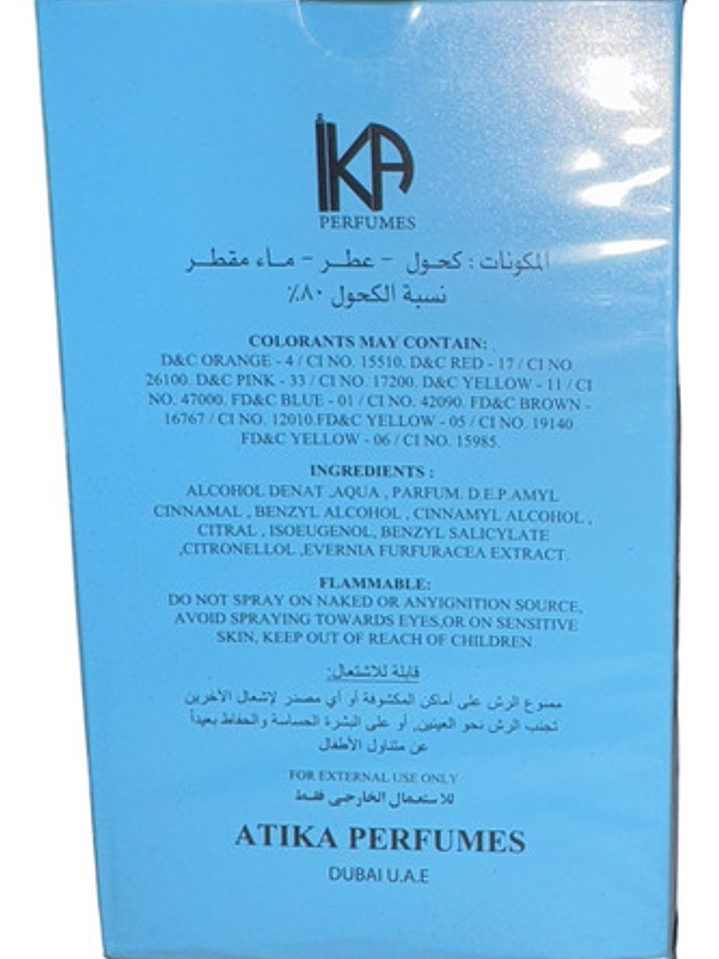 IKA
PERFUMES
المكونات : كحول - عطر - ماء مقطر
نسبة الكحول ٨٠٪
COLORANTS MAY CONTAIN:
D&C ORANGE - 4 / CI NO. 15510. D&C RED - 17 / CI NO.
26100. D&C PINK - 33 / CI NO. 17200. D&C YELLOW - 11 / CI
NO. 47000. FD&C BLUE - 01 / CI NO. 42090. FD&C BROWN -
16767 / CI NO. 12010.FD&C YELLOW - 05 / CI NO. 19140
FD&C YELLOW - 06 / CI NO. 15985.
INGREDIENTS :
ALCOHOL DENAT ,AQUA , PARFUM. D.E.P.AMYL
CINNAMAL , BENZYL ALCOHOL , CINNAMYL ALCOHOL ,
CITRAL , ISOEUGENOL, BENZYL SALICYLATE
,CITRONELLOL ,EVERNIA FURFURACEA EXTRACT.
FLAMMABLE:
DO NOT SPRAY ON NAKED OR ANYIGNITION SOURCE,
AVOID SPRAYING TOWARDS EYES,OR ON SENSITIVE
SKIN, KEEP OUT OF REACH OF CHILDREN.
قابلة للاشتعال:
ممنوع الرش على أماكن المكشوفة أو أي مصدر لإشعال الآخرين
تجنب الرش نحو العينين, أو على البشرة الحساسة والحفاظ بعيداً
عن متناول الأطفال
FOR EXTERNAL USE ONLY
للاستعمال الخارجي فقط
ATIKA PERFUMES
DUBAI U.A.E